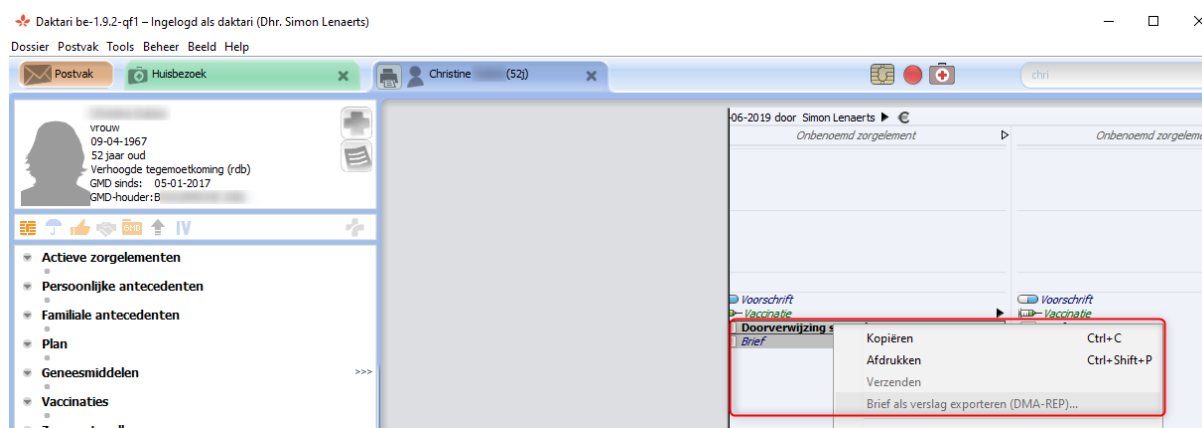 Daktari be-1.9.2-qf1 – Ingelogd als daktari (Dhr. Simon Lenaerts)
Dossier Postvak Tools Beheer Beeld Help
Postvak
Huisbezoek
Christine (52j)
chri
vrouw
09-04-1967
52 jaar oud
Verhoogde tegemoetkoming (rdb)
GMD sinds: 05-01-2017
GMD-houder:B
GMD
IV
Actieve zorgelementen
Persoonlijke antecedenten
Familiale antecedenten
Plan
Geneesmiddelen >>>
Vaccinaties
-06-2019 door Simon Lenaerts ▶ €
Onbenoemd zorgelement
Onbenoemd zorgeleme
Voorschrift
Vaccinatie
Doorverwijzing s
Brief
Voorschrift
Vaccinatie
Kopiëren Ctrl+C
Afdrukken Ctrl+Shift+P
Verzenden
Brief als verslag exporteren (DMA-REP)...